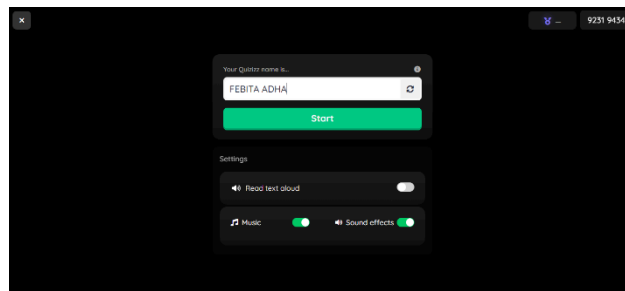 9231 9434
Your Quizizz name is...
FEBITA ADHA
Start
Settings
Read text aloud
Music Sound effects